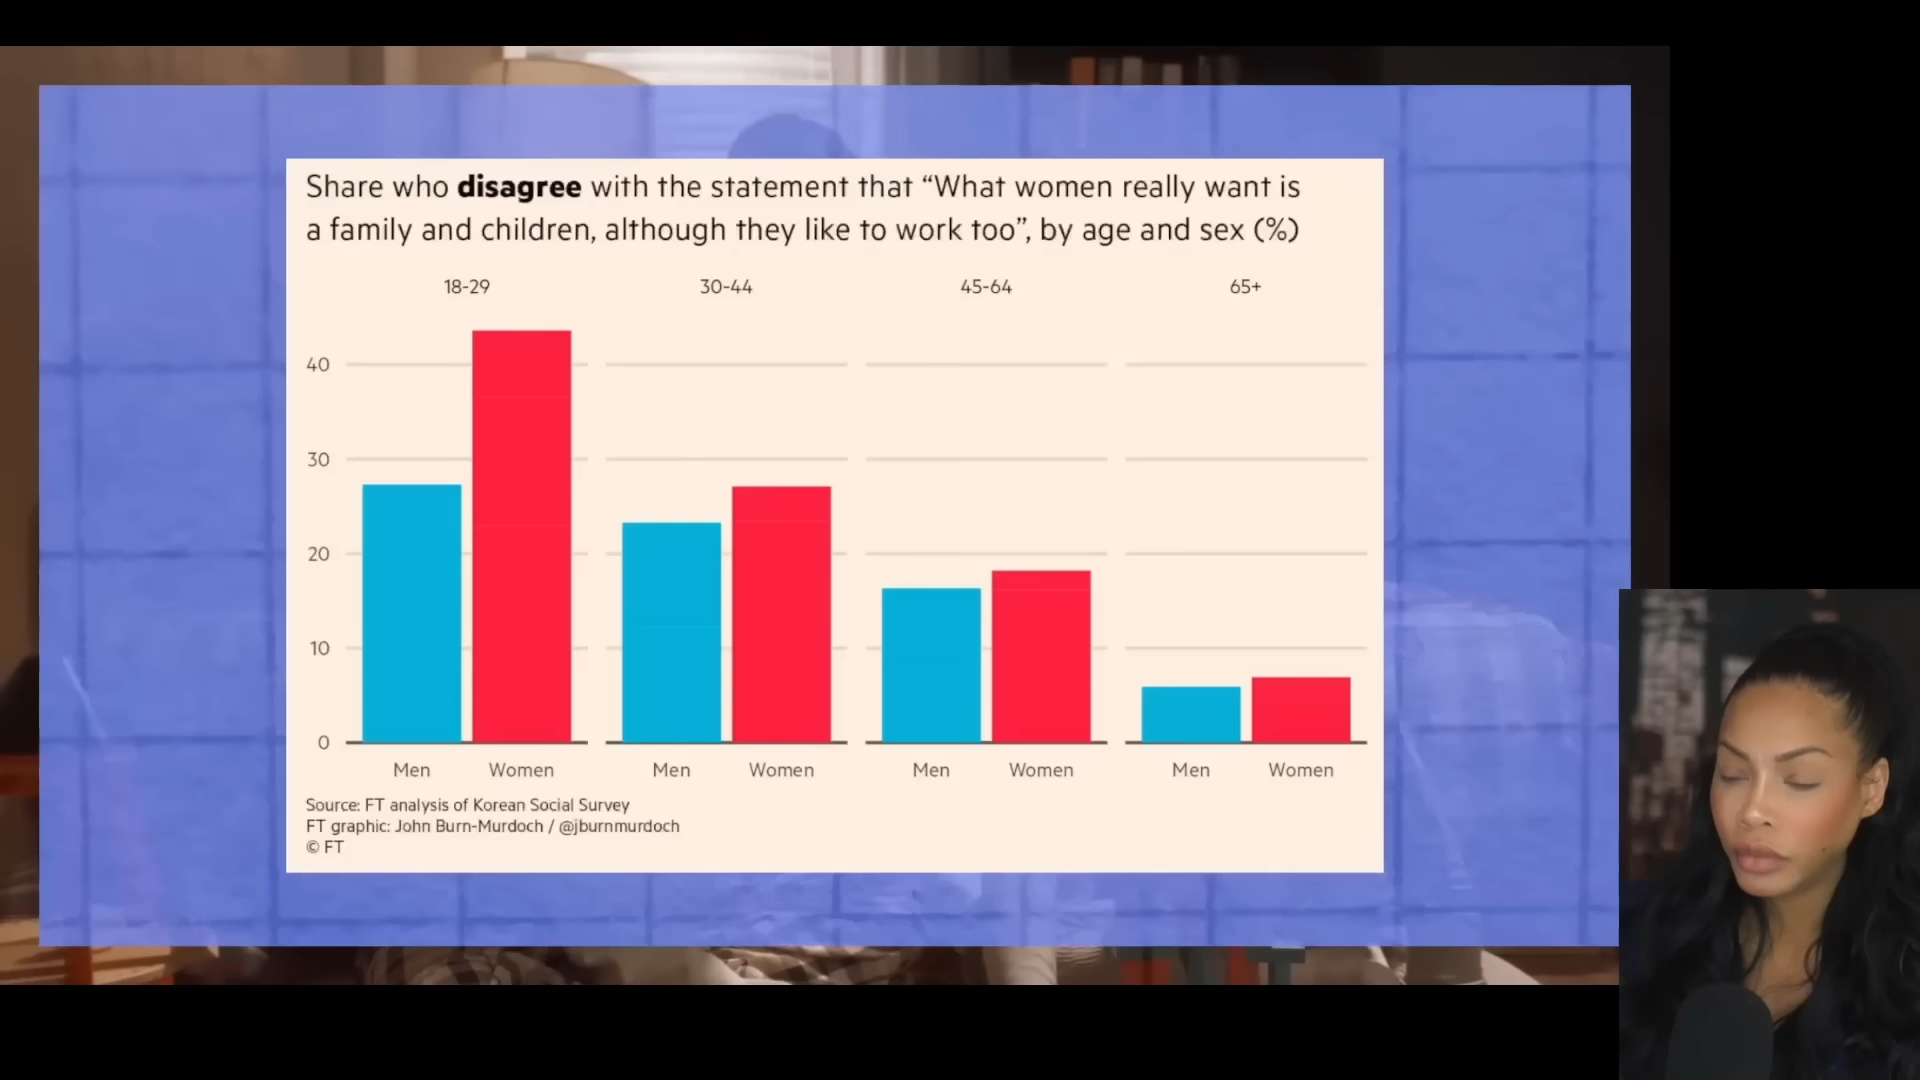 Share who disagree with the statement that “What women really want is
a family and children, although they like to work too”, by age and sex (%)
18-29 30-44 45-64 65+
40
30
20
10
0
Men Women Men Women Men Women Men Women
Source: FT analysis of Korean Social Survey
FT graphic: John Burn-Murdoch / @jburnmurdoch
© FT